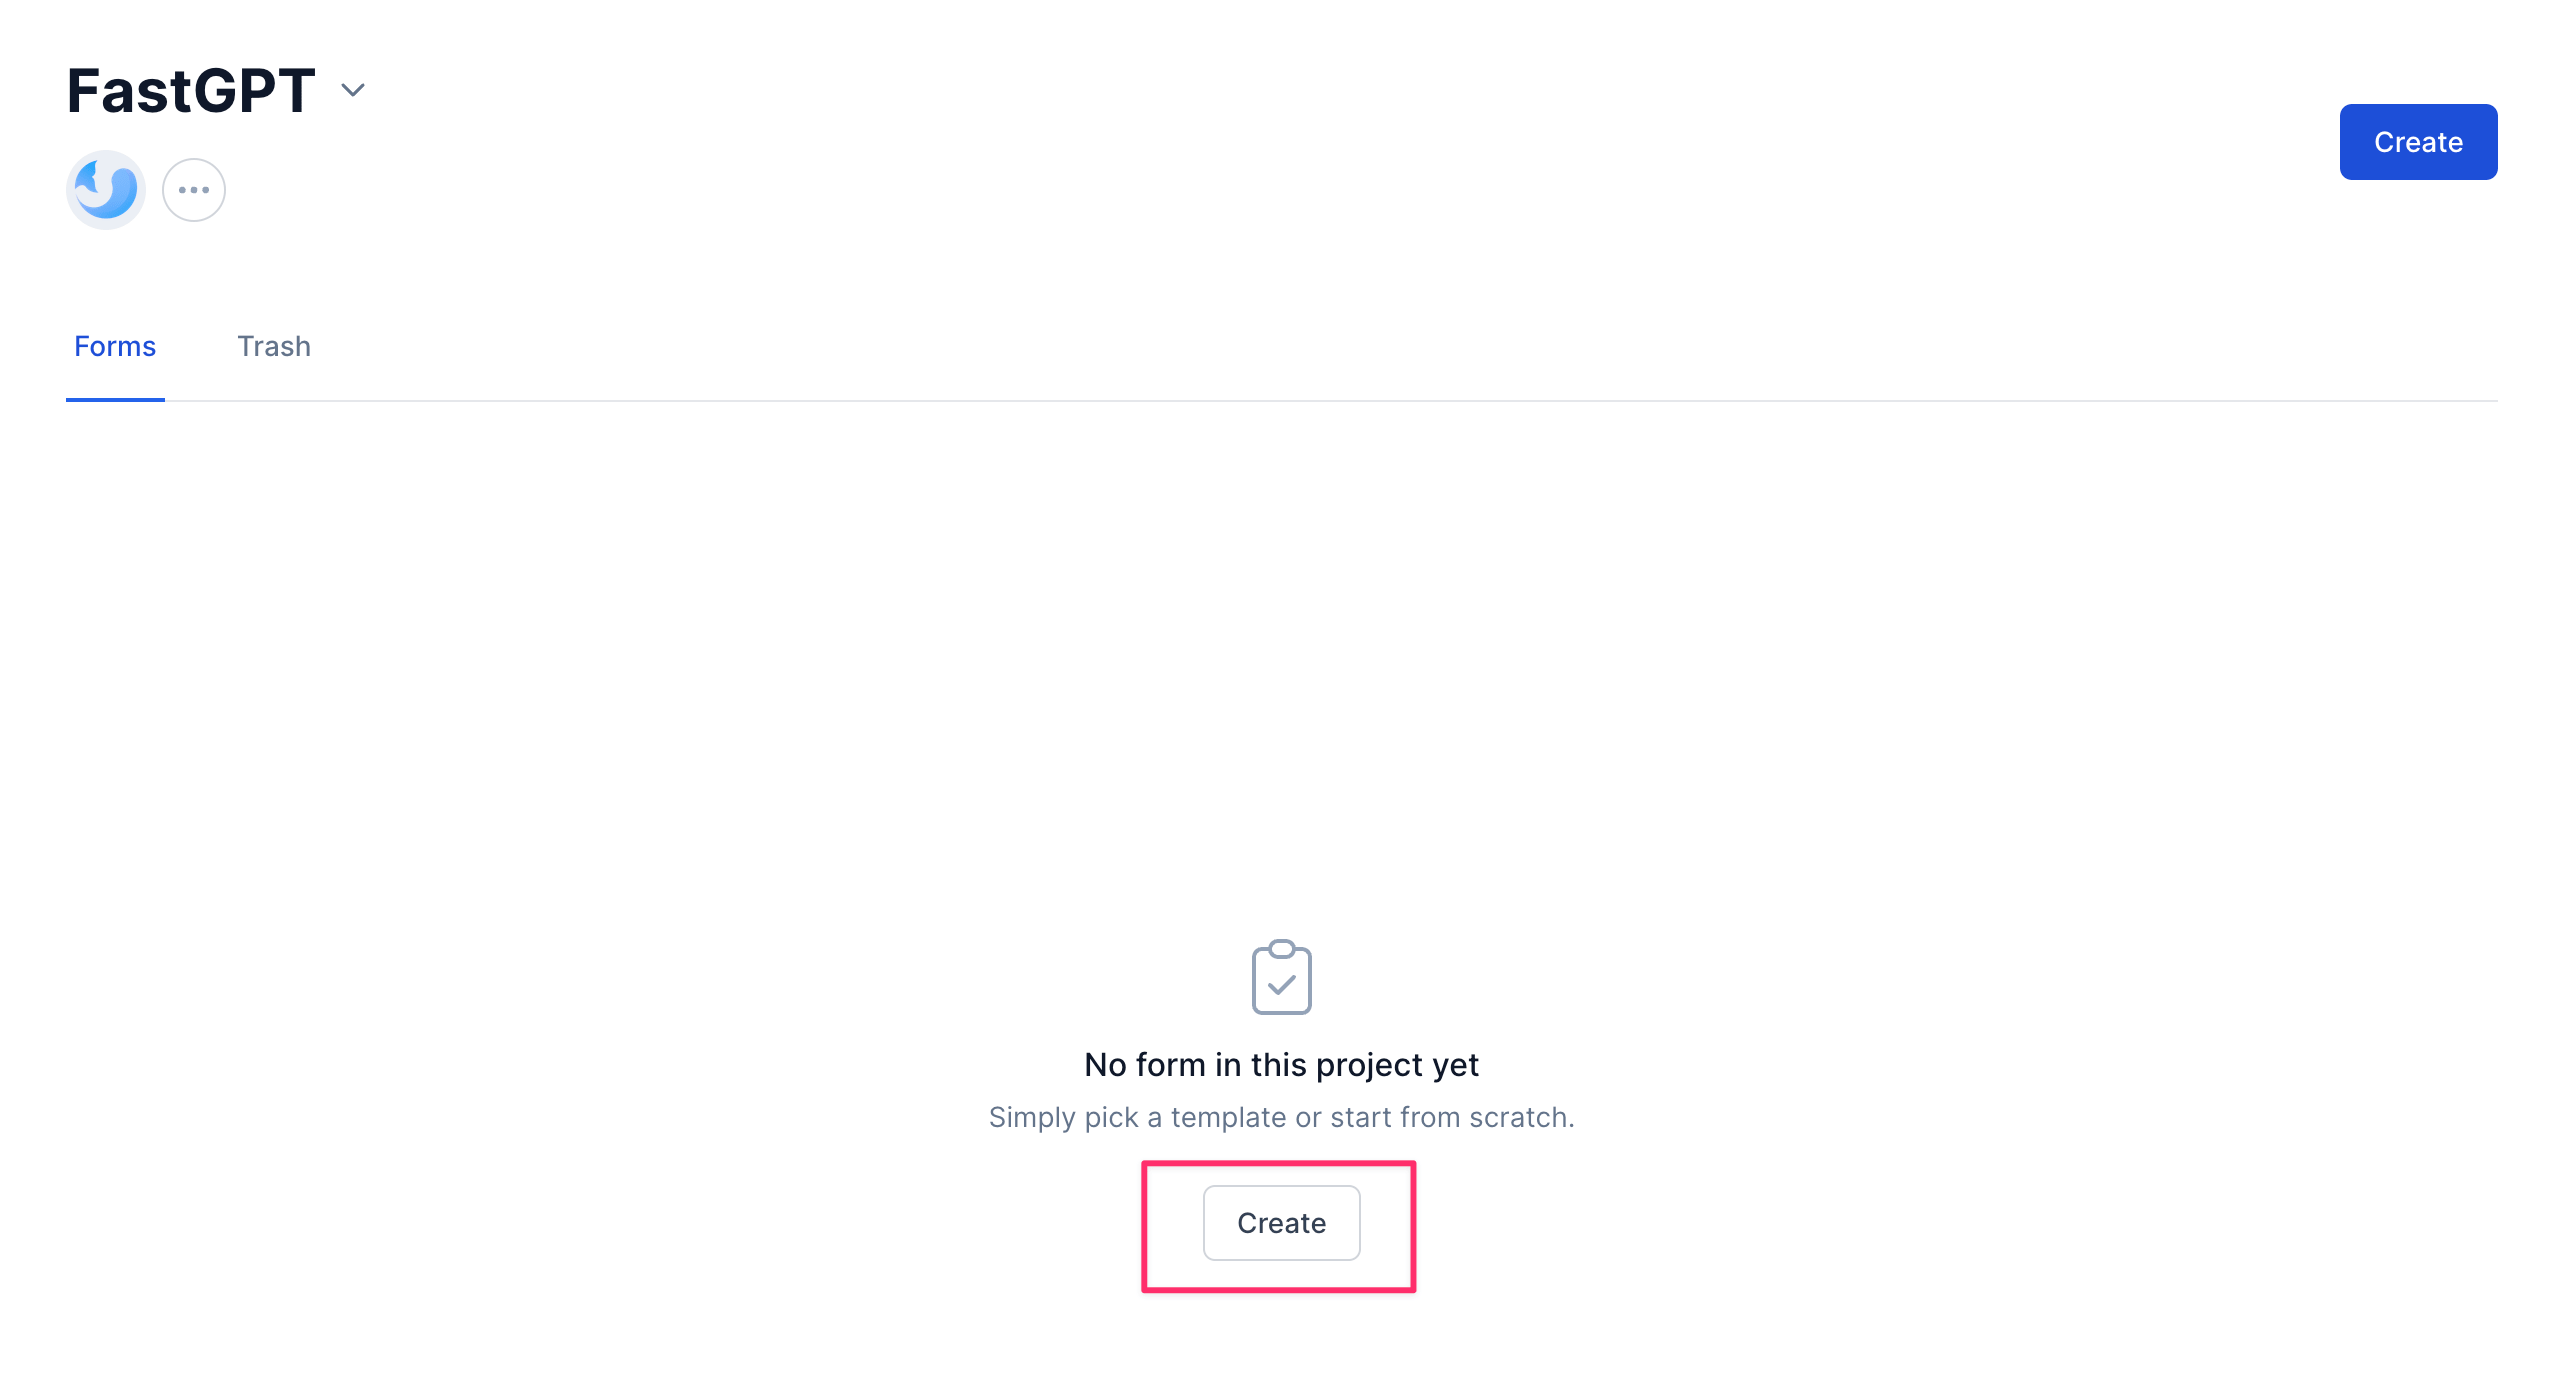 FastGPT
Create
Forms
Trash
No form in this project yet
Simply pick a template or start from scratch.
Create